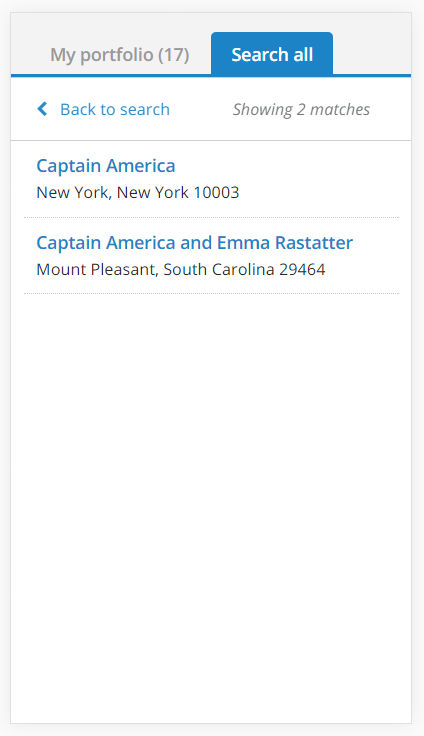 My portfolio (17) Search all
Back to search Showing 2 matches
Captain America
New York, New York 10003
Captain America and Emma Rastatter
Mount Pleasant, South Carolina 29464